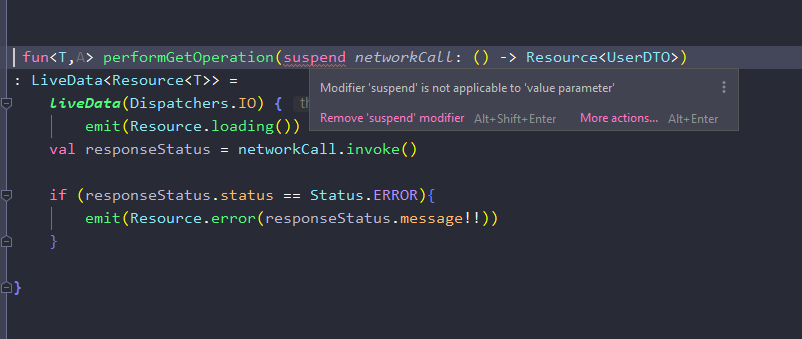 fun<T,A> performGetOperation(suspend networkCall: () -> Resource<UserDTO>)
: LiveData<Resource<T>> =
Modifier 'suspend' is not applicable to 'value parameter'
liveData(Dispatchers.IO) { th
Remove 'suspend' modifier Alt+Shift+Enter More actions... Alt+Enter
emit(Resource.loading())
val responseStatus = networkCall.invoke()
if (responseStatus.status == Status.ERROR){
emit(Resource.error(responseStatus.message!!))
}
}